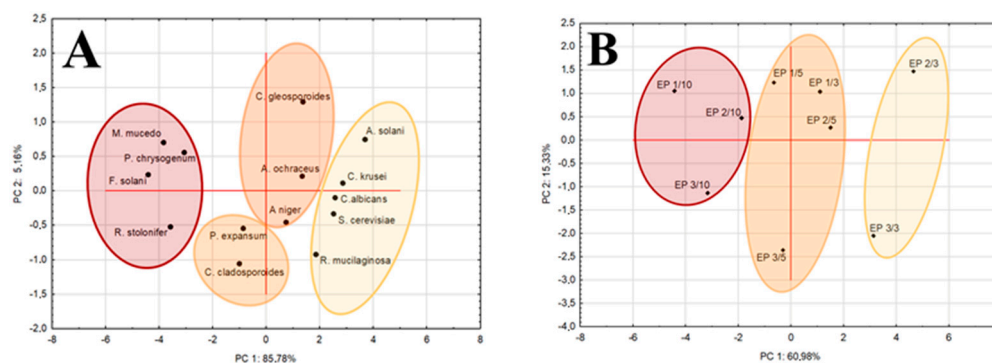 A
2,0
1,5
1,0
0,5
0,0
-0,5
-1,0
-1,5
-2,0
PC 2: 5,16%
C. gleosporoides
M. mucedo
A. solani
P. chrysogenum
A. ochraceus
C. krusei
F. solani
C.albicans
A niger
S. cerevisiae
R. stolonifer
P. expansum
R. mucilaginosa
C. cladosporoides
-8 -6 -4 -2 0 2 4 6 8
PC 1: 85,78%
B
2,5
2,0
1,5
1,0
0,5
0,0
-0,5
-1,0
-1,5
-2,0
-2,5
-3,0
-3,5
-4,0
PC 2: 15,33%
EP 2/3
EP 1/10 EP 1/5 EP 1/3
EP 2/10 EP 2/5
EP 3/10
EP 3/3
EP 3/5
-8 -6 -4 -2 0 2 4 6
PC 1: 60,98%